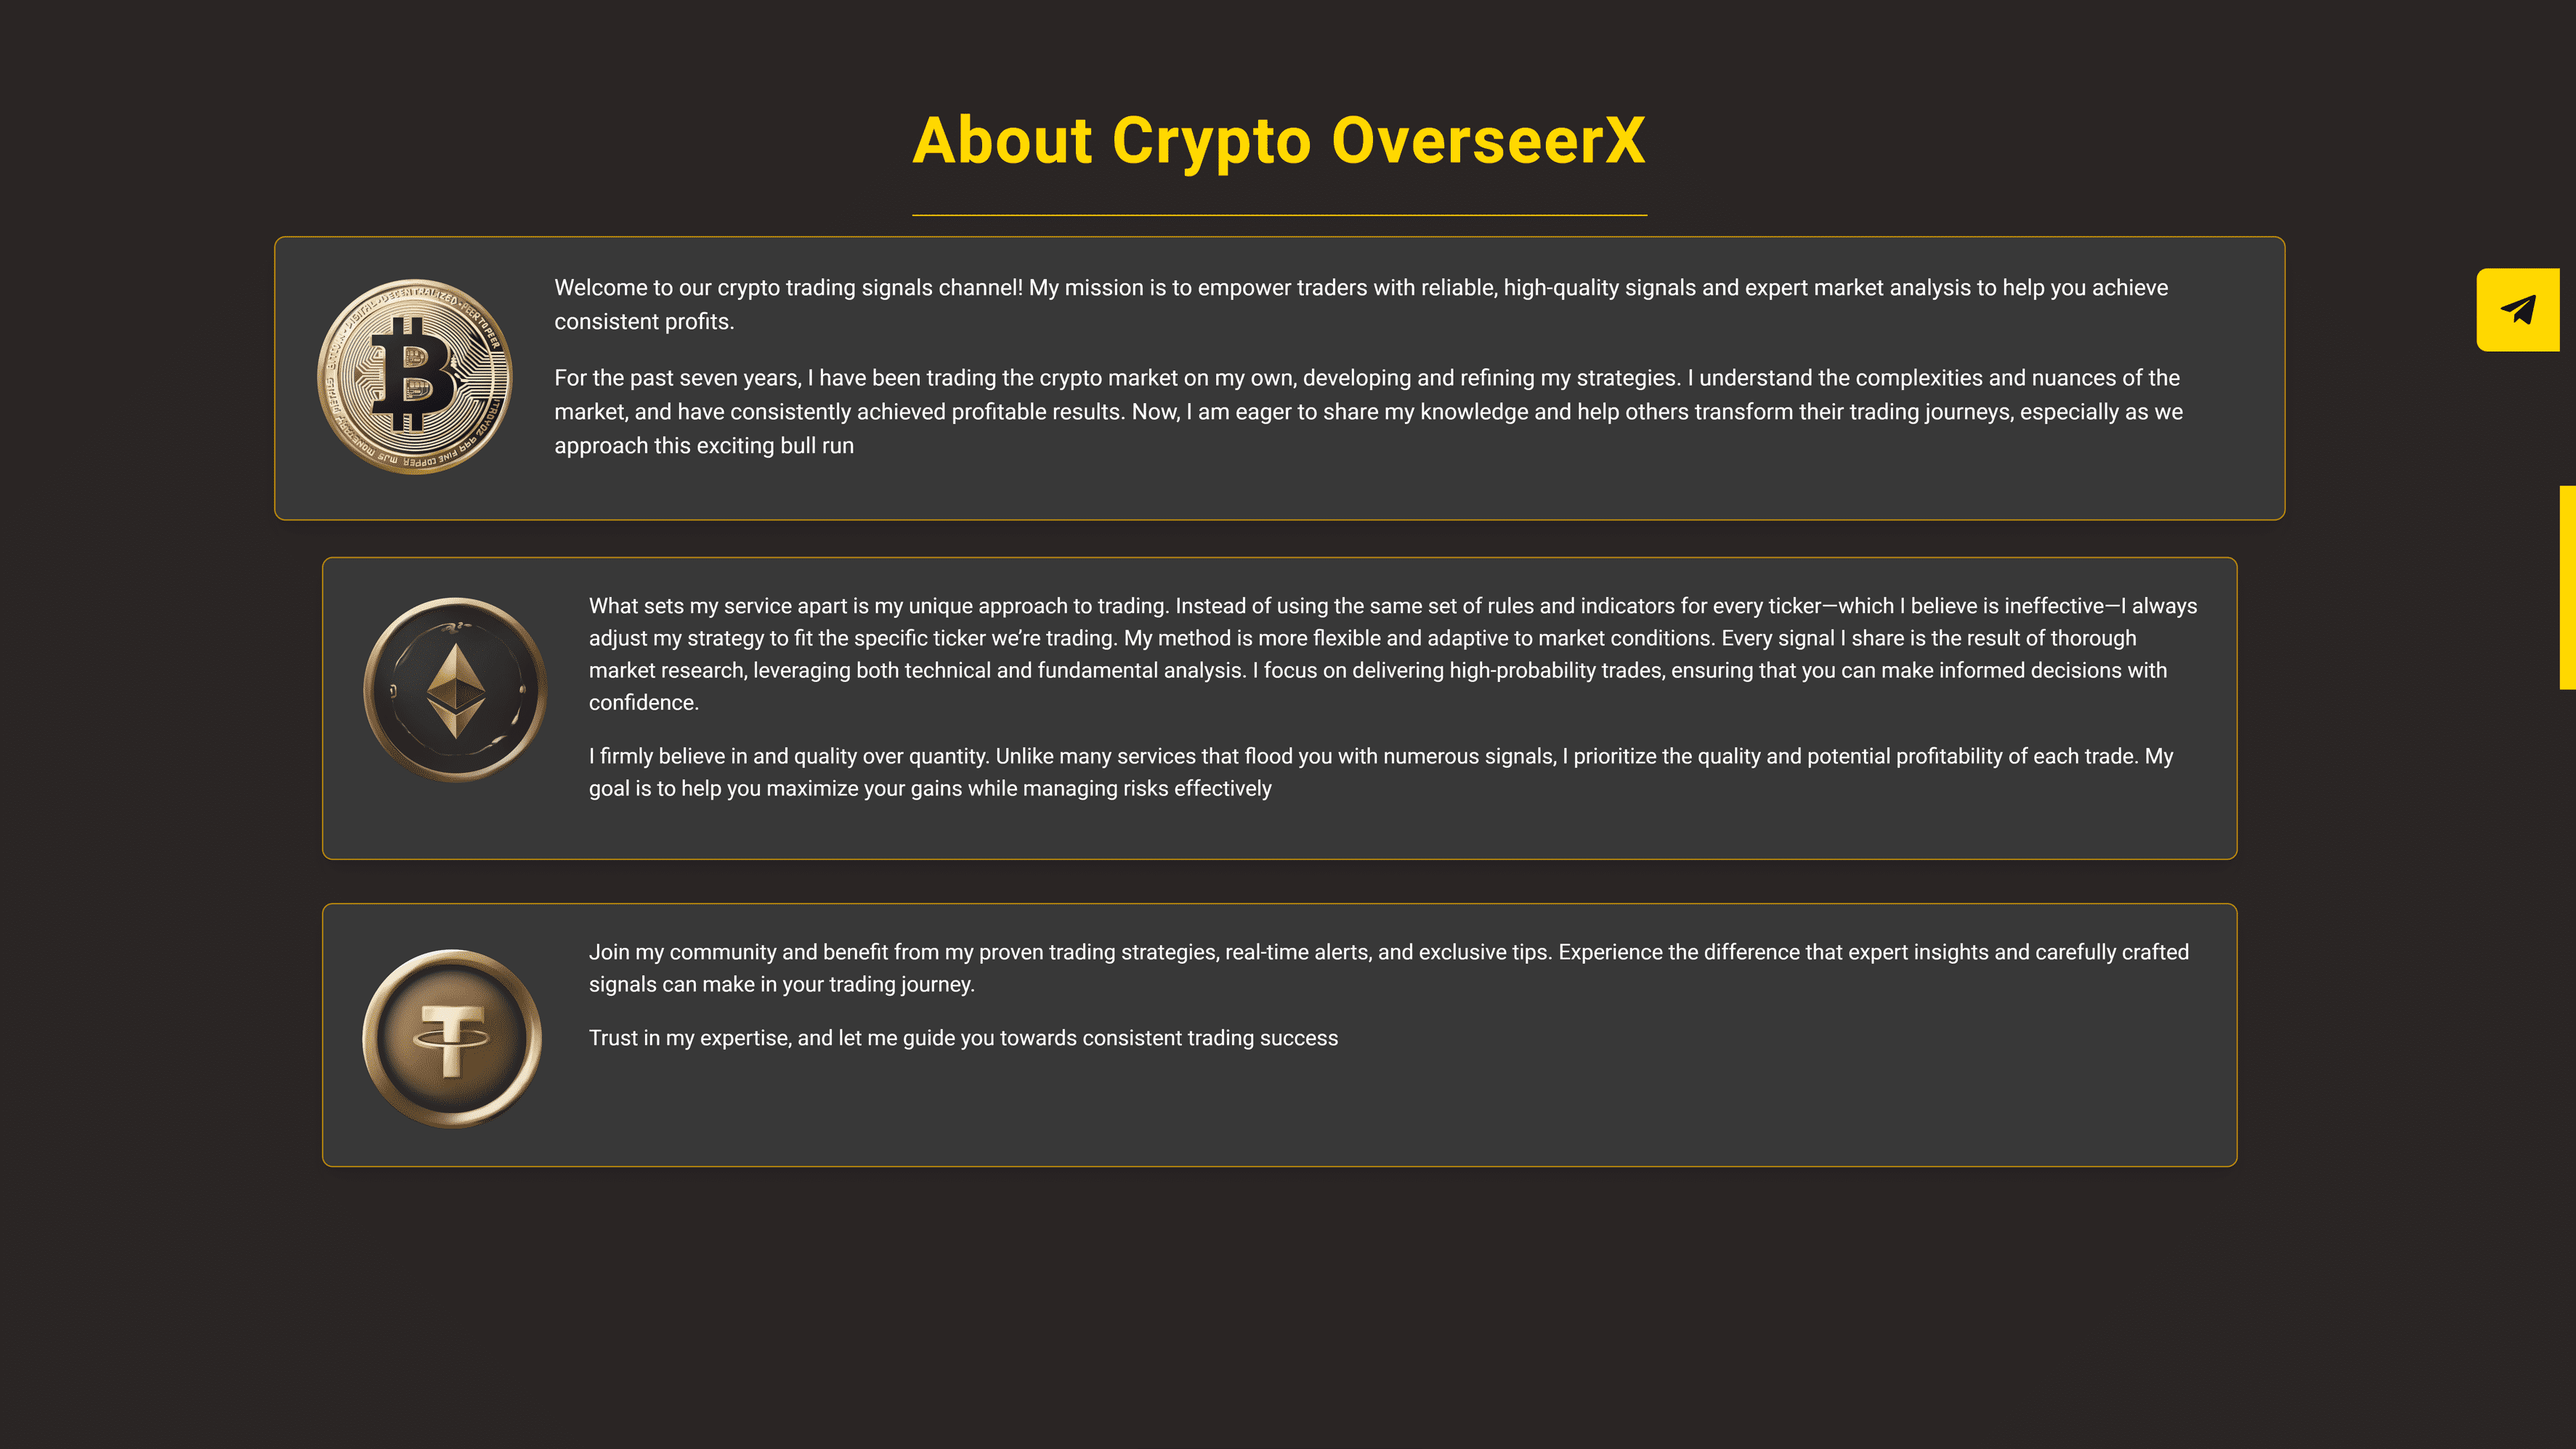 About Crypto OverseerX
Welcome to our crypto trading signals channel! My mission is to empower traders with reliable, high-quality signals and expert market analysis to help you achieve
consistent profits.
For the past seven years, I have been trading the crypto market on my own, developing and refining my strategies. I understand the complexities and nuances of the
market, and have consistently achieved profitable results. Now, I am eager to share my knowledge and help others transform their trading journeys, especially as we
approach this exciting bull run
What sets my service apart is my unique approach to trading. Instead of using the same set of rules and indicators for every ticker—which I believe is ineffective—I always
adjust my strategy to fit the specific ticker we’re trading. My method is more flexible and adaptive to market conditions. Every signal I share is the result of thorough
market research, leveraging both technical and fundamental analysis. I focus on delivering high-probability trades, ensuring that you can make informed decisions with
confidence.
I firmly believe in and quality over quantity. Unlike many services that flood you with numerous signals, I prioritize the quality and potential profitability of each trade. My
goal is to help you maximize your gains while managing risks effectively
Join my community and benefit from my proven trading strategies, real-time alerts, and exclusive tips. Experience the difference that expert insights and carefully crafted
signals can make in your trading journey.
Trust in my expertise, and let me guide you towards consistent trading success